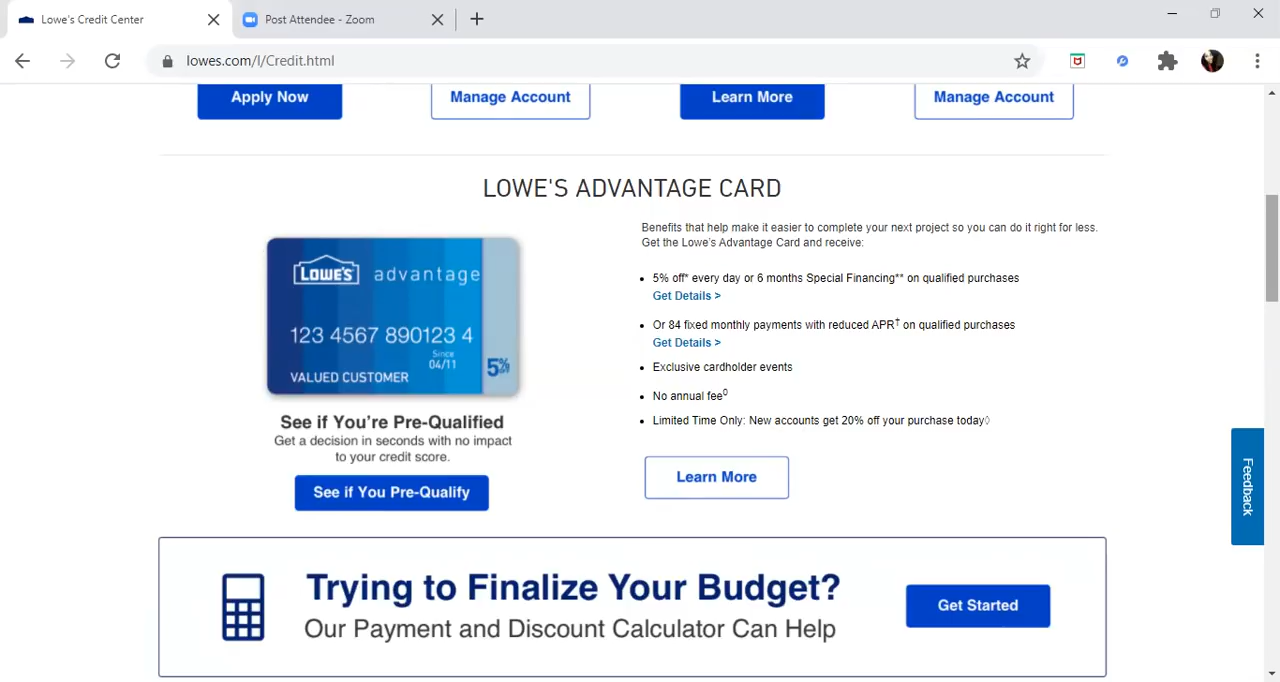 Lowe's Credit Center
Post Attendee - Zoom
lowes.com/l/Credit.html
Apply Now
Manage Account
Learn More
Manage Account
LOWE'S ADVANTAGE CARD
LOWE'S advantage
123 4567 890123 4
Since
04/11
VALUED CUSTOMER
5%
See if You're Pre-Qualified
Get a decision in seconds with no impact
to your credit score.
See if You Pre-Qualify
Benefits that help make it easier to complete your next project so you can do it right for less.
Get the Lowe's Advantage Card and receive:
• 5% off* every day or 6 months Special Financing** on qualified purchases
Get Details >
• Or 84 fixed monthly payments with reduced APR† on qualified purchases
Get Details >
• Exclusive cardholder events
• No annual fee◊
• Limited Time Only: New accounts get 20% off your purchase today◊
Learn More
Feedback
Trying to Finalize Your Budget?
Our Payment and Discount Calculator Can Help
Get Started